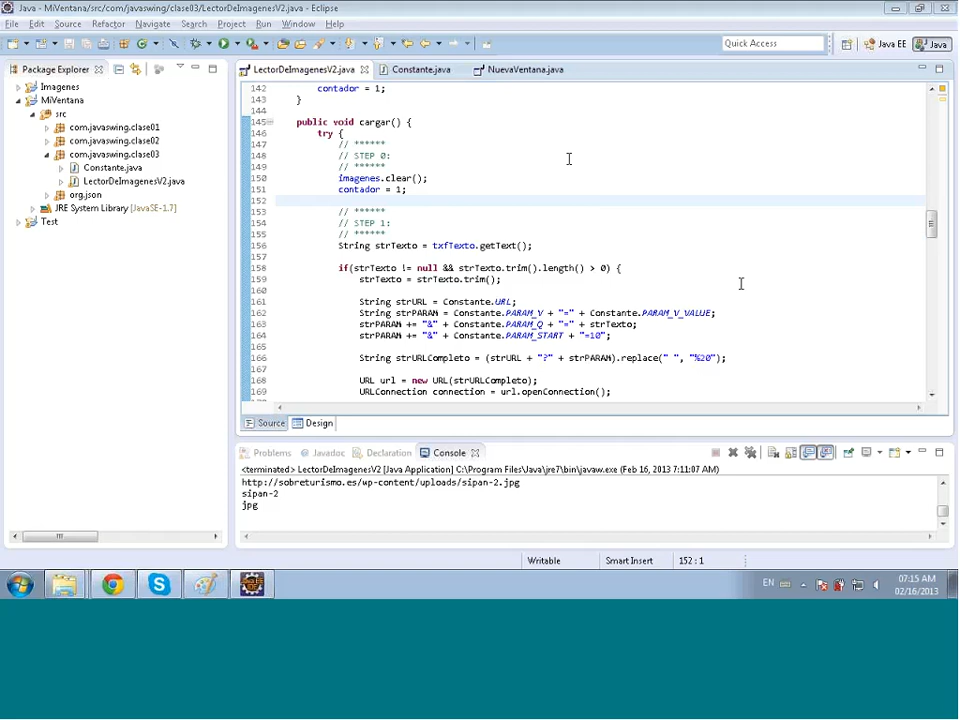 Java - MiVentana/src/com/javaswing/clase03/LectorDeImagenesV2.java - Eclipse
File Edit Source Refactor Navigate Search Project Run Window Help
Quick Access
Java EE
Java
Package Explorer
LectorDeImagenesV2.java
Constante.java
NuevaVentana.java
Imagenes
MiVentana
src
com.javaswing.clase01
com.javaswing.clase02
com.javaswing.clase03
Constante.java
LectorDeImagenesV2.java
org.json
JRE System Library [JavaSE-1.7]
Test
142 contador = 1;
143 }
144
145 public void cargar() {
146 try {
147 // ******
148 // STEP 0:
149 // ******
150 imagenes.clear();
151 contador = 1;
152
153 // ******
154 // STEP 1:
155 // ******
156 String strTexto = txfTexto.getText();
157
158 if(strTexto != null && strTexto.trim().length() > 0) {
159 strTexto = strTexto.trim();
160
161 String strURL = Constante.URL;
162 String strPARAM = Constante.PARAM_V + "=" + Constante.PARAM_V_VALUE;
163 strPARAM += "&" + Constante.PARAM_Q + "=" + strTexto;
164 strPARAM += "&" + Constante.PARAM_START + "=10";
165
166 String strURLCompleto = (strURL + "?" + strPARAM).replace(" ", "%20");
167
168 URL url = new URL(strURLCompleto);
169 URLConnection connection = url.openConnection();
Source Design
Problems Javadoc Declaration Console
<terminated> LectorDeImagenesV2 [Java Application] C:\Program Files\Java\jre7\bin\javaw.exe (Feb 16, 2013 7:11:07 AM)
http://sobreturismo.es/wp-content/uploads/sipan-2.jpg
sipan-2
jpg
Writable Smart Insert 152 : 1
EN
07:15 AM
02/16/2013